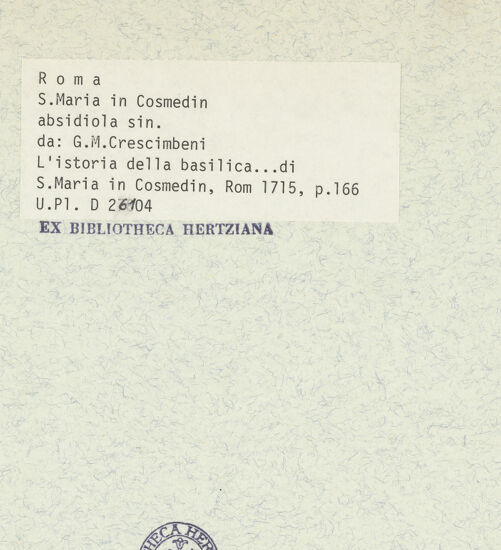 R o m a
S.Maria in Cosmedin
absidiola sin.
da: G.M.Crescimbeni
L'istoria della basilica...di
S.Maria in Cosmedin, Rom 1715, p.166
U.Pl. D 26104
EX BIBLIOTHECA HERTZIANA